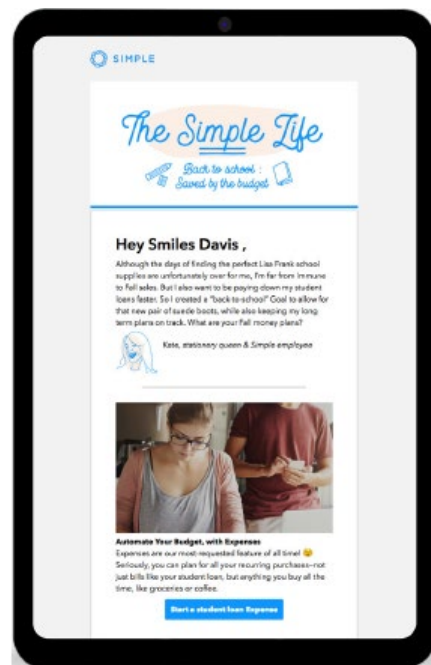 SIMPLE
The Simple Life
Back to school :
Saved by the budget
Hey Smiles Davis ,
Although the days of finding the perfect Lisa Frank school
supplies are unfortunately over for me, I'm far from immune
to Fall sales. But I also want to be paying down my student
loans faster. So I created a "back-to-school" Goal to allow for
that new pair of suede boots, while also keeping my long
term plans on track. What are your Fall money plans?
Kate, stationery queen & Simple employee
Automate Your Budget, with Expenses
Expenses are our most-requested feature of all time! 😉
Seriously, you can plan for all your recurring purchases–not
just bills like your student loan, but anything you buy all the
time, like groceries or coffee.
Start a student loan Expense